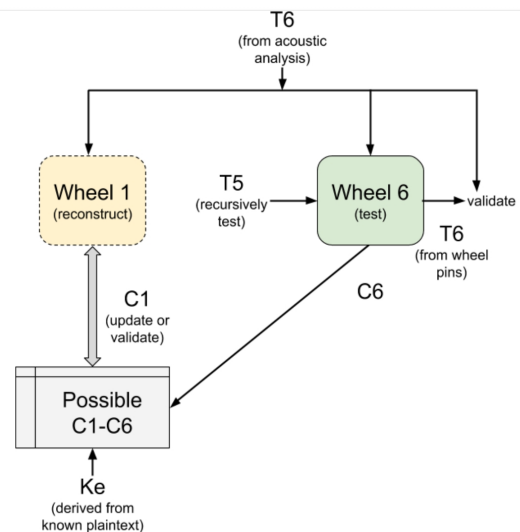 T6
(from acoustic
analysis)
Wheel 1
(reconstruct)
T5
(recursively
test)
Wheel 6
(test)
validate
T6
(from wheel
pins)
C6
C1
(update or
validate)
Possible
C1-C6
Ke
(derived from
known plaintext)